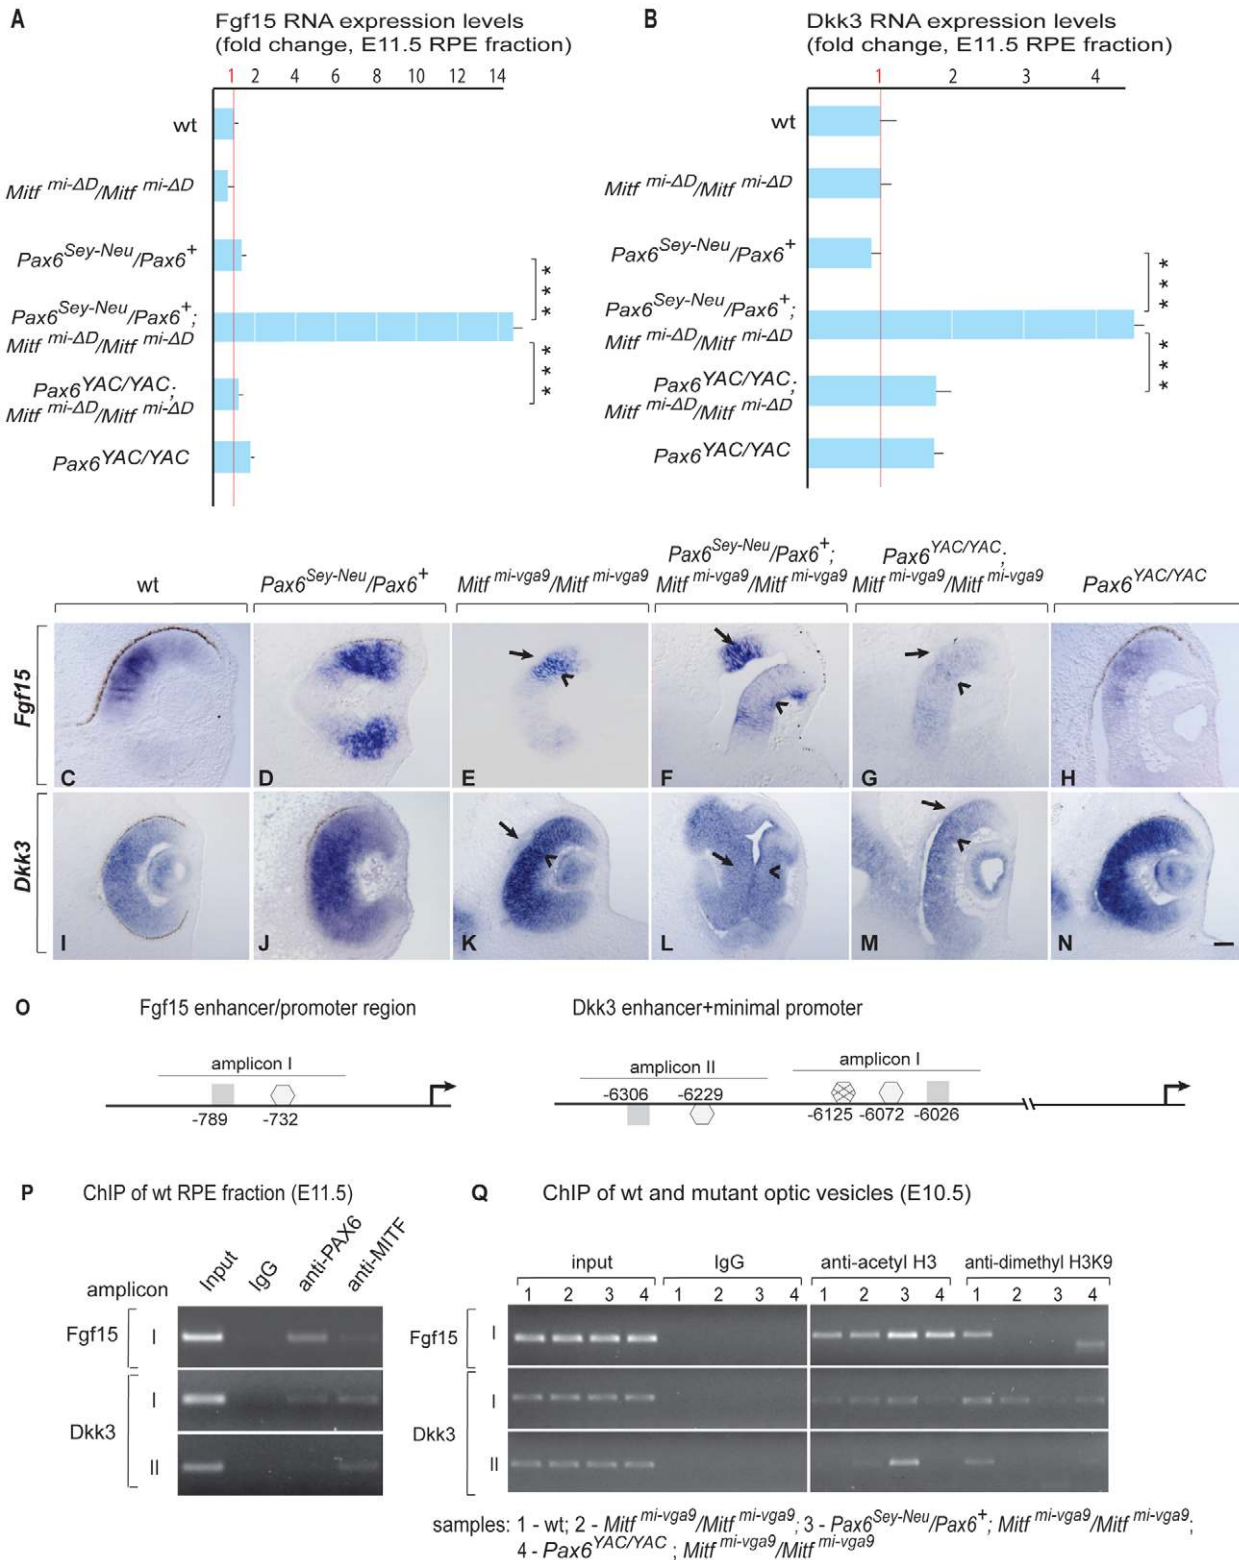 A
Fgf15 RNA expression levels
(fold change, E11.5 RPE fraction)
1 2 4 6 8 10 12 14
wt
Mitf mi-ΔD/Mitf mi-ΔD
Pax6Sey-Neu/Pax6+
Pax6Sey-Neu/Pax6+;
Mitf mi-ΔD/Mitf mi-ΔD
Pax6YAC/YAC;
Mitf mi-ΔD/Mitf mi-ΔD
Pax6YAC/YAC
***
***
B
Dkk3 RNA expression levels
(fold change, E11.5 RPE fraction)
1 2 3 4
wt
Mitf mi-ΔD/Mitf mi-ΔD
Pax6Sey-Neu/Pax6+
Pax6Sey-Neu/Pax6+;
Mitf mi-ΔD/Mitf mi-ΔD
Pax6YAC/YAC;
Mitf mi-ΔD/Mitf mi-ΔD
Pax6YAC/YAC
***
***
wt
Pax6Sey-Neu/Pax6+
Mitf mi-vga9/Mitf mi-vga9
Pax6Sey-Neu/Pax6+;
Mitf mi-vga9/Mitf mi-vga9
Pax6YAC/YAC;
Mitf mi-vga9/Mitf mi-vga9
Pax6YAC/YAC
Fgf15
C D E F G H
Dkk3
I J K L M N
O
Fgf15 enhancer/promoter region
amplicon I
-789 -732
Dkk3 enhancer+minimal promoter
amplicon II
amplicon I
-6306 -6229
-6125 -6072 -6026
P ChIP of wt RPE fraction (E11.5)
amplicon
Input IgG anti-PAX6 anti-MITF
Fgf15 I
Dkk3
I
II
Q ChIP of wt and mutant optic vesicles (E10.5)
input IgG anti-acetyl H3 anti-dimethyl H3K9
1 2 3 4 1 2 3 4 1 2 3 4 1 2 3 4
Fgf15 I
Dkk3
I
II
samples: 1 - wt; 2 - Mitf mi-vga9/Mitf mi-vga9; 3 - Pax6Sey-Neu/Pax6+; Mitf mi-vga9/Mitf mi-vga9;
4 - Pax6YAC/YAC ; Mitf mi-vga9/Mitf mi-vga9